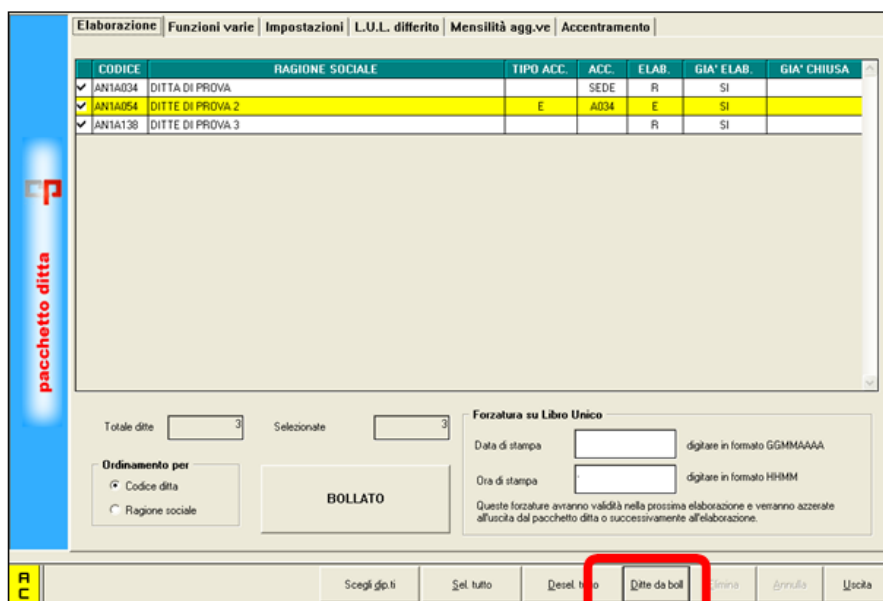 Elaborazione Funzioni varie Impostazioni L.U.L. differito Mensilità agg.ve Accentramento
CODICE RAGIONE SOCIALE TIPO ACC. ACC. ELAB. GIA' ELAB. GIA' CHIUSA
AN1A034 DITTA DI PROVA SEDE R SI
AN1A054 DITTE DI PROVA 2 E A034 E SI
AN1A138 DITTE DI PROVA 3 R SI
cp
pacchetto ditta
Totale ditte 3 Selezionate 3
Ordinamento per
Codice ditta
Ragione sociale
BOLLATO
Forzatura su Libro Unico
Data di stampa digitare in formato GGMMAAAA
Ora di stampa digitare in formato HHMM
Queste forzature avranno validità nella prossima elaborazione e verranno azzerate
all'uscita dal pacchetto ditta o successivamente all'elaborazione.
A
C
Scegli dip.ti Sel. tutto Desel. Ditte da boll Annulla Uscita